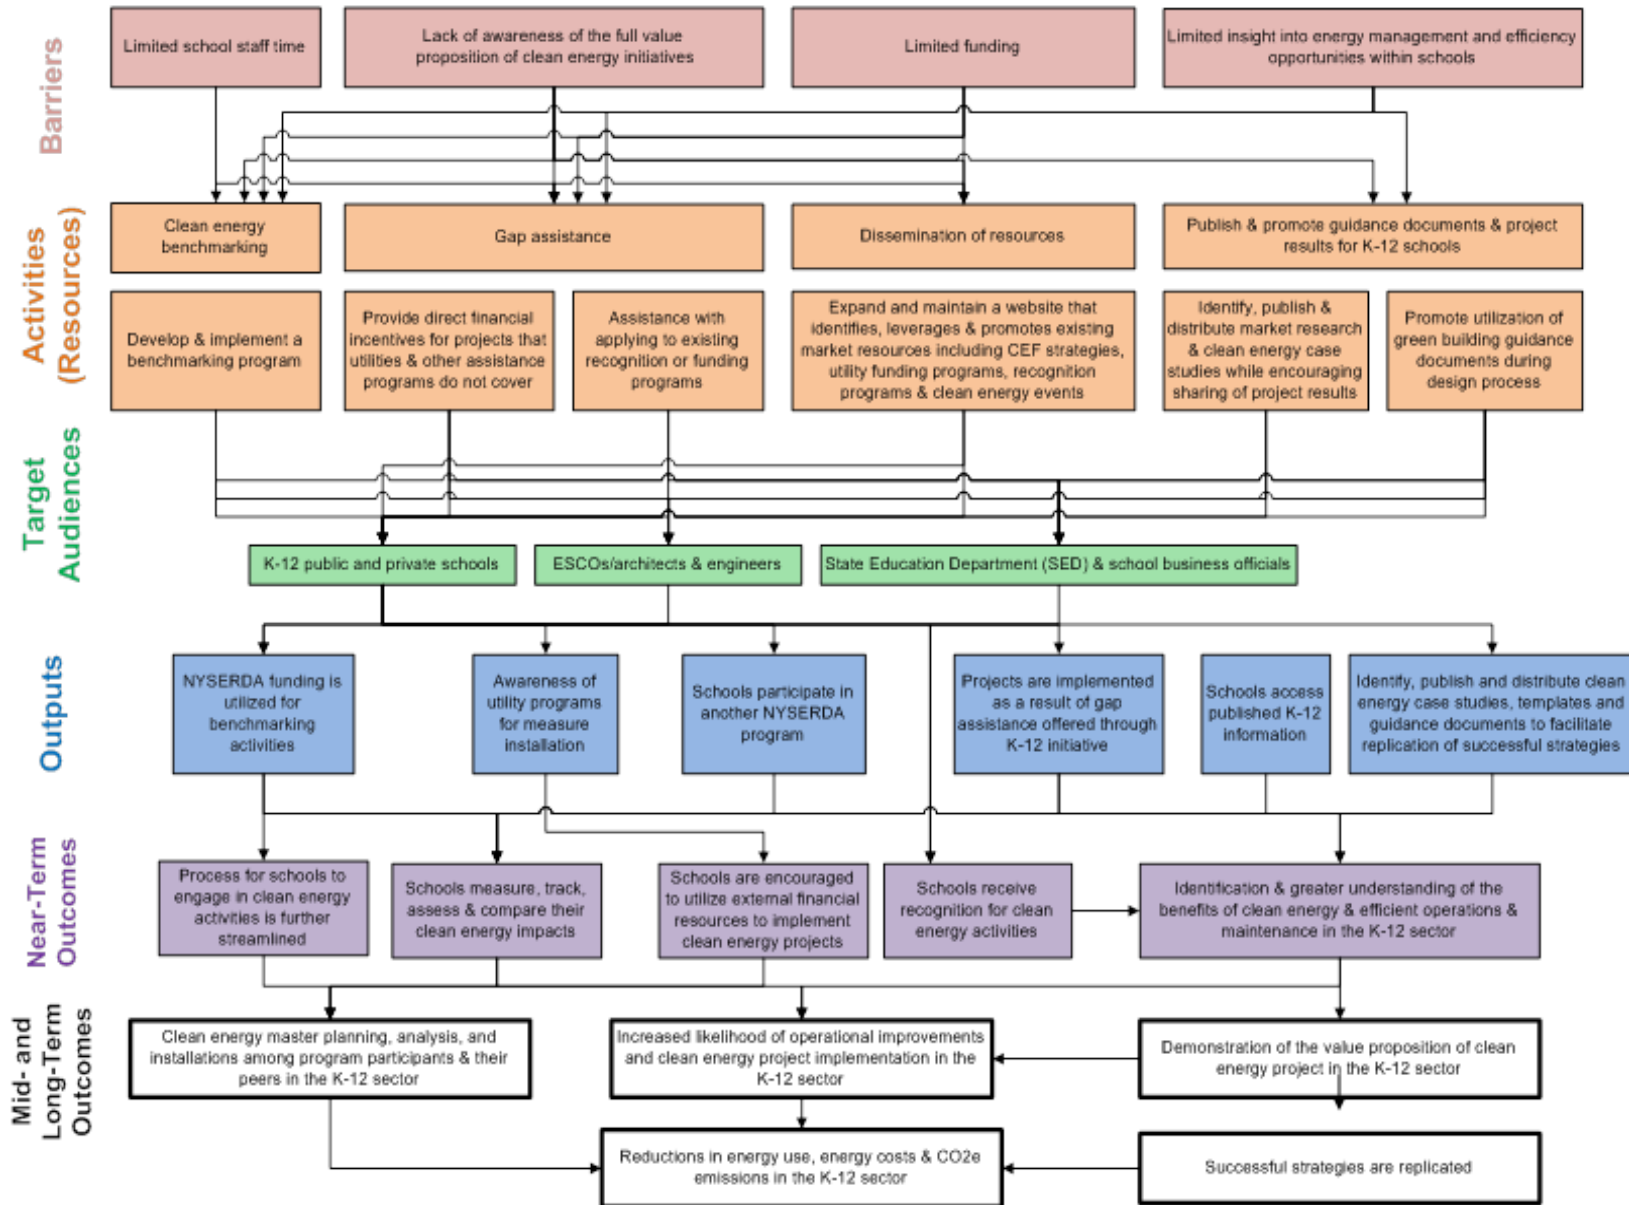 Barriers
Limited school staff time
Lack of awareness of the full value
proposition of clean energy initiatives
Limited funding
Limited insight into energy management and efficiency
opportunities within schools
Activities
(Resources)
Clean energy
benchmarking
Gap assistance
Dissemination of resources
Publish & promote guidance documents & project
results for K-12 schools
Develop & implement a
benchmarking program
Provide direct financial
incentives for projects that
utilities & other assistance
programs do not cover
Assistance with
applying to existing
recognition or funding
programs
Expand and maintain a website that
identifies, leverages & promotes existing
market resources including CEF strategies,
utility funding programs, recognition
programs & clean energy events
Identify, publish &
distribute market research
& clean energy case
studies while encouraging
sharing of project results
Promote utilization of
green building guidance
documents during
design process
Target
Audiences
K-12 public and private schools
ESCOs/architects & engineers
State Education Department (SED) & school business officials
Outputs
NYSERDA funding is
utilized for
benchmarking
activities
Awareness of
utility programs
for measure
installation
Schools participate in
another NYSERDA
program
Projects are implemented
as a result of gap
assistance offered through
K-12 initiative
Schools access
published K-12
information
Identify, publish and distribute clean
energy case studies, templates and
guidance documents to facilitate
replication of successful strategies
Near-Term
Outcomes
Process for schools to
engage in clean energy
activities is further
streamlined
Schools measure, track,
assess & compare their
clean energy impacts
Schools are encouraged
to utilize external financial
resources to implement
clean energy projects
Schools receive
recognition for clean
energy activities
Identification & greater understanding of the
benefits of clean energy & efficient operations &
maintenance in the K-12 sector
Mid- and
Long-Term
Outcomes
Clean energy master planning, analysis, and
installations among program participants & their
peers in the K-12 sector
Increased likelihood of operational improvements
and clean energy project implementation in the
K-12 sector
Demonstration of the value proposition of clean
energy project in the K-12 sector
Reductions in energy use, energy costs & CO2e
emissions in the K-12 sector
Successful strategies are replicated